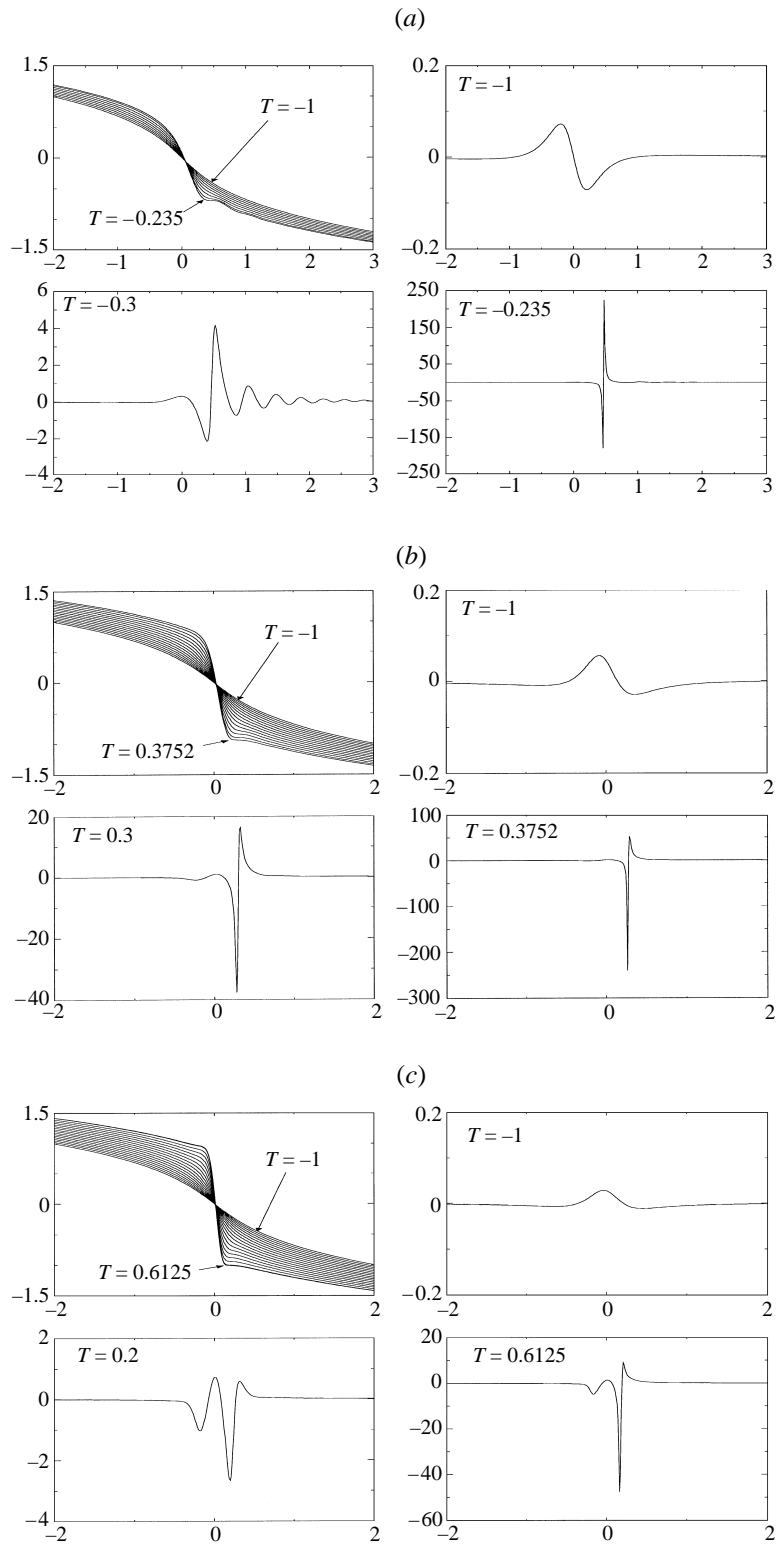 (a)
1.5
0
−1.5
T = −1
T = −0.235
−2 −1 0 1 2 3
0.2
0
−0.2
T = −1
−2 −1 0 1 2 3
6
4
2
0
−2
−4
T = −0.3
−2 −1 0 1 2 3
250
150
50
−50
−150
−250
T = −0.235
−2 −1 0 1 2 3
(b)
1.5
0
−1.5
T = −1
T = 0.3752
−2 0 2
0.2
0
−0.2
T = −1
−2 0 2
20
0
−20
−40
T = 0.3
−2 0 2
100
0
−100
−200
−300
T = 0.3752
−2 0 2
(c)
1.5
0
−1.5
T = −1
T = 0.6125
−2 0 2
0.2
0
−0.2
T = −1
−2 0 2
2
0
−2
−4
T = 0.2
−2 0 2
20
0
−20
−40
−60
T = 0.6125
−2 0 2